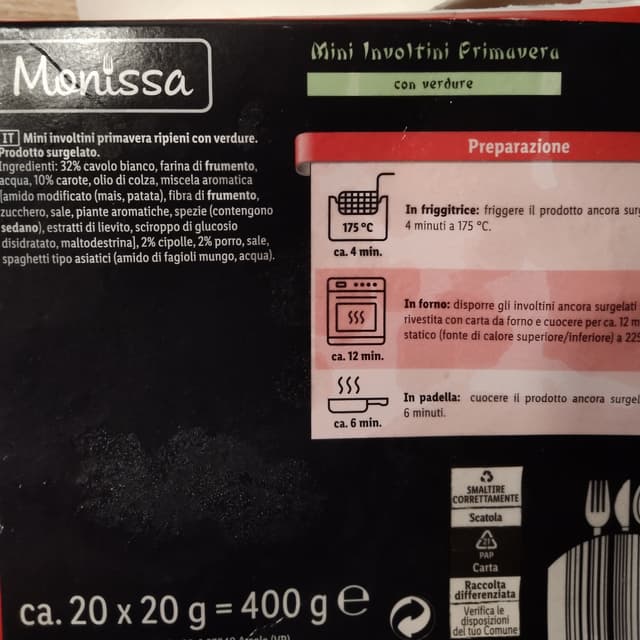 Monissa
Mini Involtini Primavera
con verdure
IT Mini involtini primavera ripieni con verdure.
Prodotto surgelato.
Ingredienti: 32% cavolo bianco, farina di frumento,
acqua, 10% carote, olio di colza, miscela aromatica
[amido modificato (mais, patata), fibra di frumento,
zucchero, sale, piante aromatiche, spezie (contengono
sedano), estratti di lievito, sciroppo di glucosio
disidratato, maltodestrina], 2% cipolle, 2% porro, sale,
spaghetti tipo asiatici (amido di fagioli mungo, acqua).
Preparazione
175 °C
ca. 4 min.
In friggitrice: friggere il prodotto ancora sur
4 minuti a 175 °C.
ca. 12 min.
In forno: disporre gli involtini ancora surgelati
rivestita con carta da forno e cuocere per ca. 12 m
statico (fonte di calore superiore/inferiore) a 225
ca. 6 min.
In padella: cuocere il prodotto ancora surgel
6 minuti.
SMALTIRE
CORRETTAMENTE
Scatola
21
PAP
Carta
Raccolta
differenziata
Verifica le
disposizioni
del tuo Comune
ca. 20 x 20 g = 400 g e